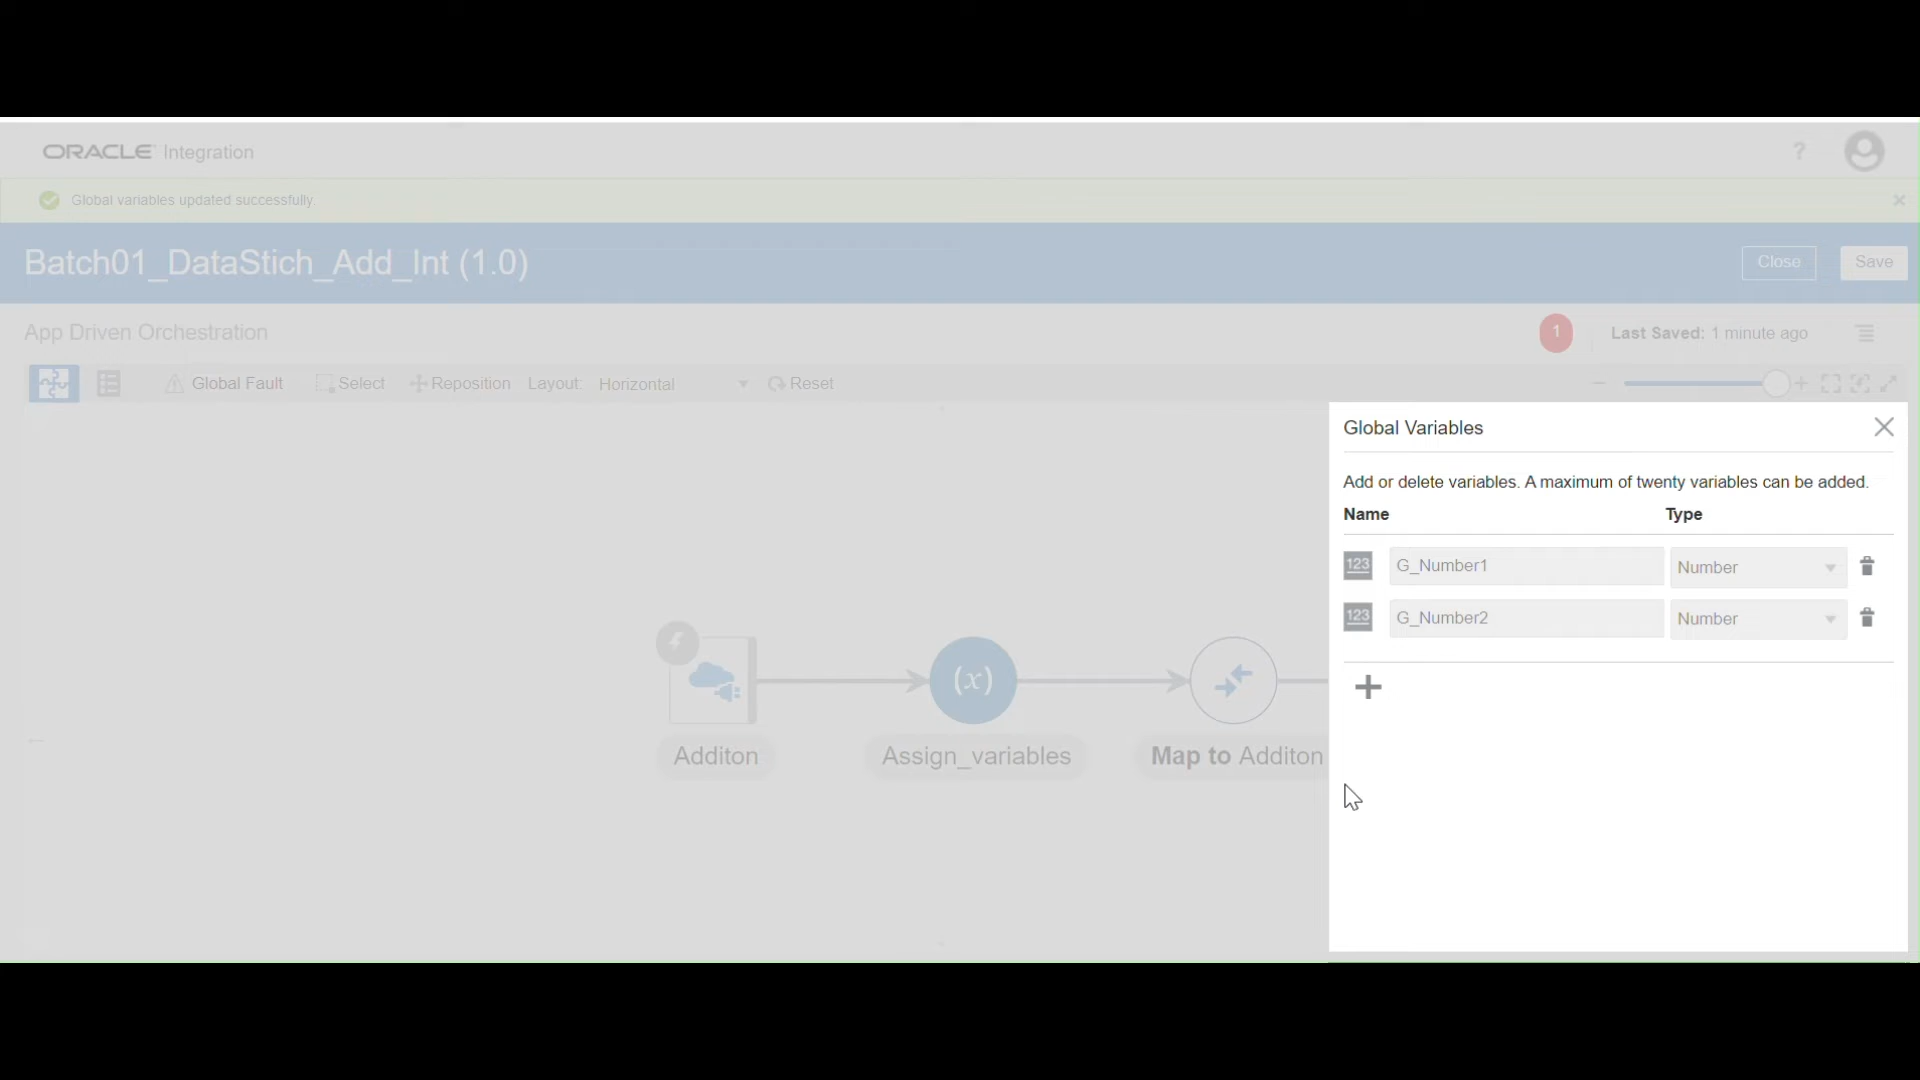 ORACLE Integration
?
Global variables updated successfully.
Batch01_DataStich_Add_Int (1.0)
Close
Save
App Driven Orchestration
1
Last Saved: 1 minute ago
Global Fault
Select
Reposition
Layout:
Horizontal
Reset
Global Variables
Add or delete variables. A maximum of twenty variables can be added.
Name
Type
123
G_Number1
Number
123
G_Number2
Number
(x)
Additon
Assign_variables
Map to Additon